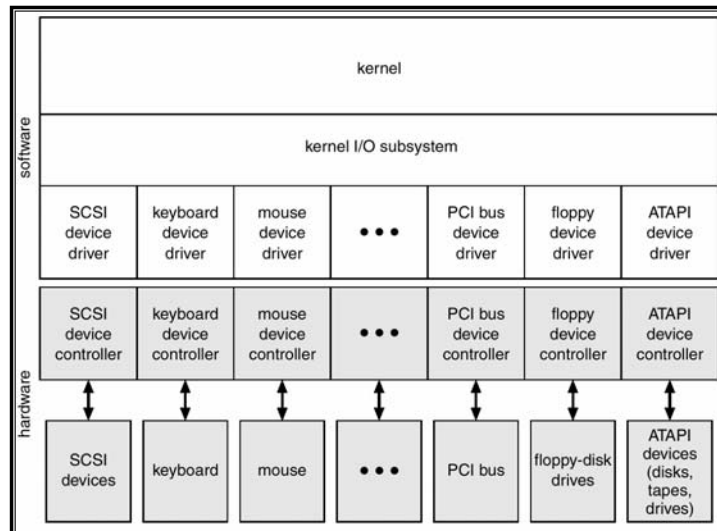 kernel
kernel I/O subsystem
software
SCSI
device
driver
keyboard
device
driver
mouse
device
driver
•••
PCI bus
device
driver
floppy
device
driver
ATAPI
device
driver
SCSI
device
controller
keyboard
device
controller
mouse
device
controller
•••
PCI bus
device
controller
floppy
device
controller
ATAPI
device
controller
hardware
SCSI
devices
keyboard
mouse
•••
PCI bus
floppy-disk
drives
ATAPI
devices
(disks,
tapes,
drives)